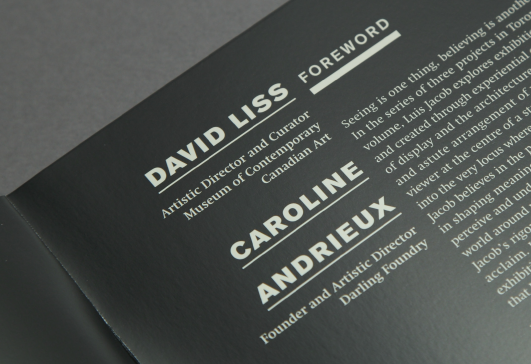 FOREWORD
DAVID LISS
Artistic Director and Curator
Museum of Contemporary
Canadian Art
CAROLINE
ANDRIEUX
Founder and Artistic Director
Darling Foundry
Seeing is one thing, believing is
In the series of three projects in
volume, Luis Jacob explores
and created through
of display and the
and astute arrangement of
viewer at the centre of a
into the very locus
Jacob believes in the
in shaping
perceive and
world
Jacob's
acclaim,
that